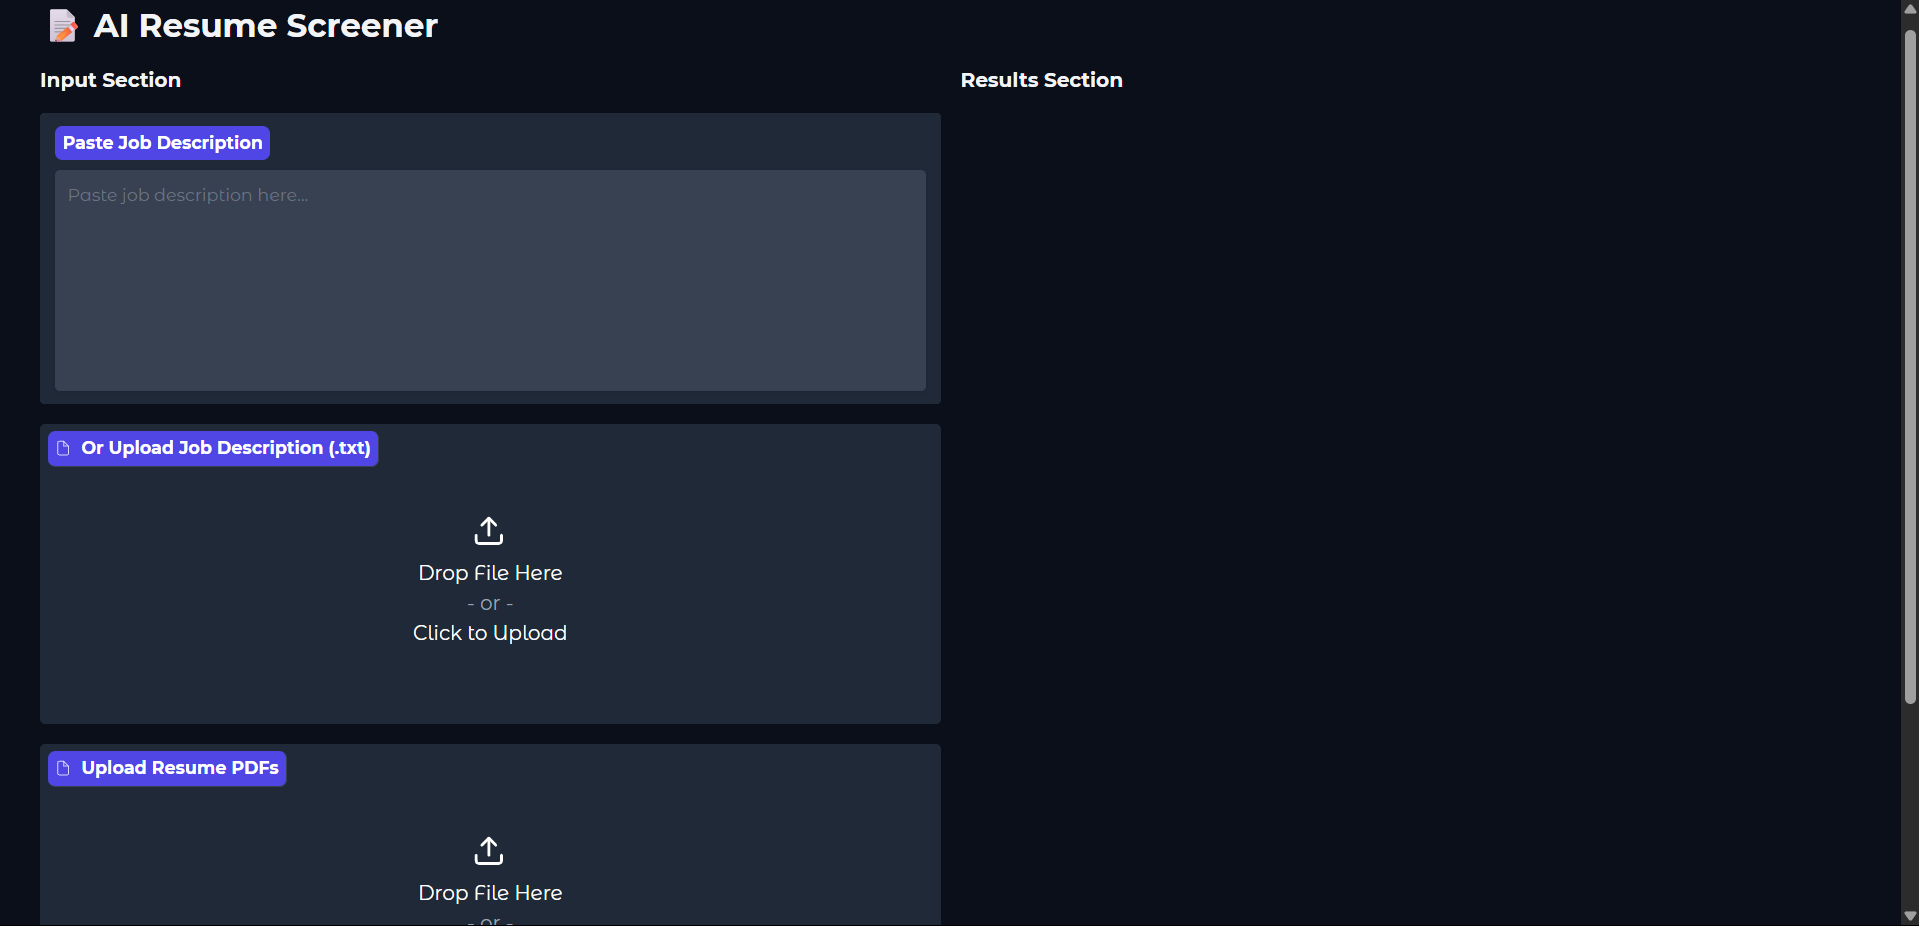 AI Resume Screener
Input Section
Paste Job Description
Paste job description here...
Or Upload Job Description (.txt)
Drop File Here
- or -
Click to Upload
Upload Resume PDFs
Drop File Here
- or -
Results Section